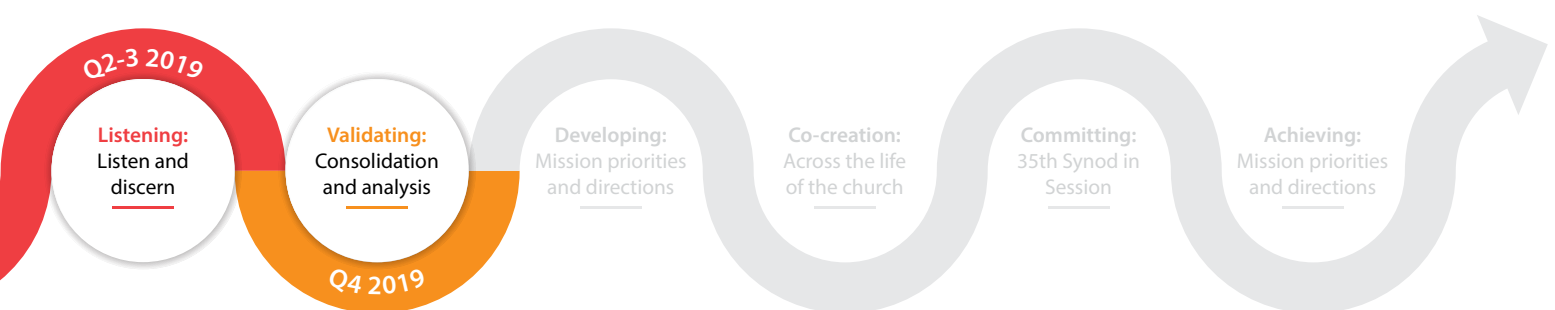 Q2-3 2019
Listening:
Listen and
discern
Validating:
Consolidation
and analysis
Q4 2019
Developing:
Mission priorities
and directions
Co-creation:
Across the life
of the church
Committing:
35th Synod in
Session
Achieving:
Mission priorities
and directions